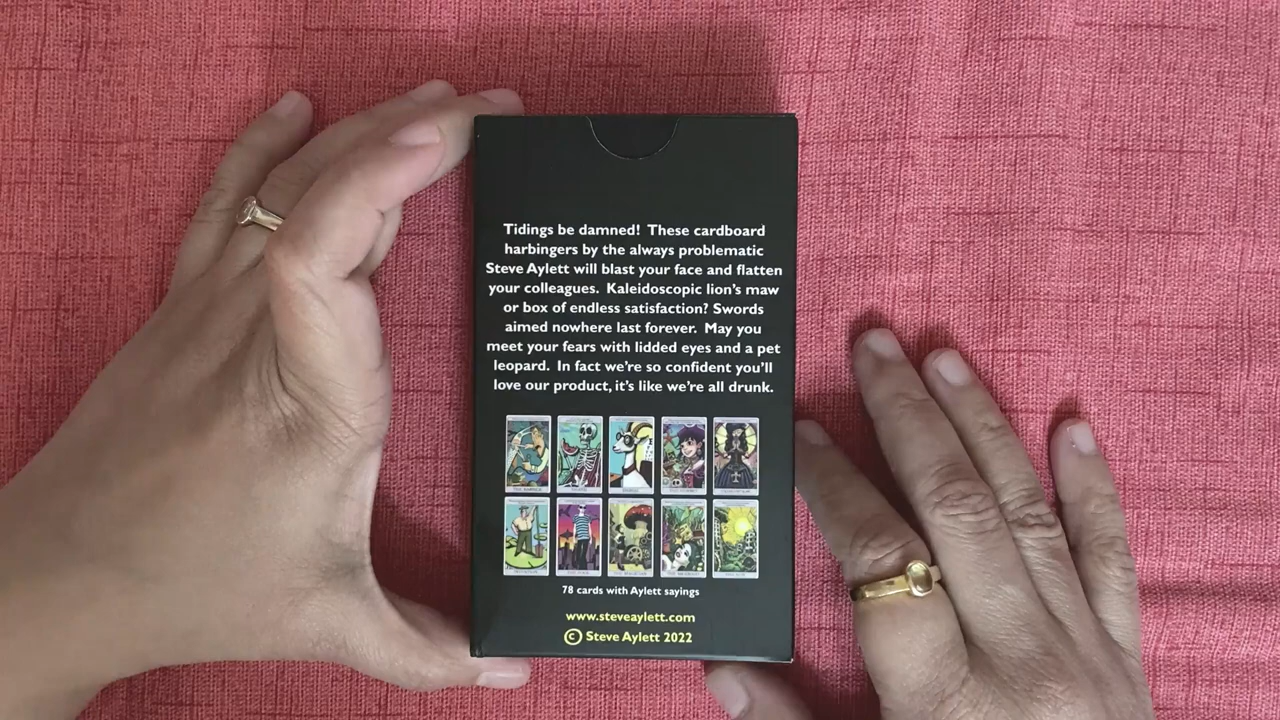 Tidings be damned! These cardboard
harbingers by the always problematic
Steve Aylett will blast your face and flatten
your colleagues. Kaleidoscopic lion's maw
or box of endless satisfaction? Swords
aimed nowhere last forever. May you
meet your fears with lidded eyes and a pet
leopard. In fact we're so confident you'll
love our product, it's like we're all drunk.
78 cards with Aylett sayings
www.steveaylett.com
© Steve Aylett 2022